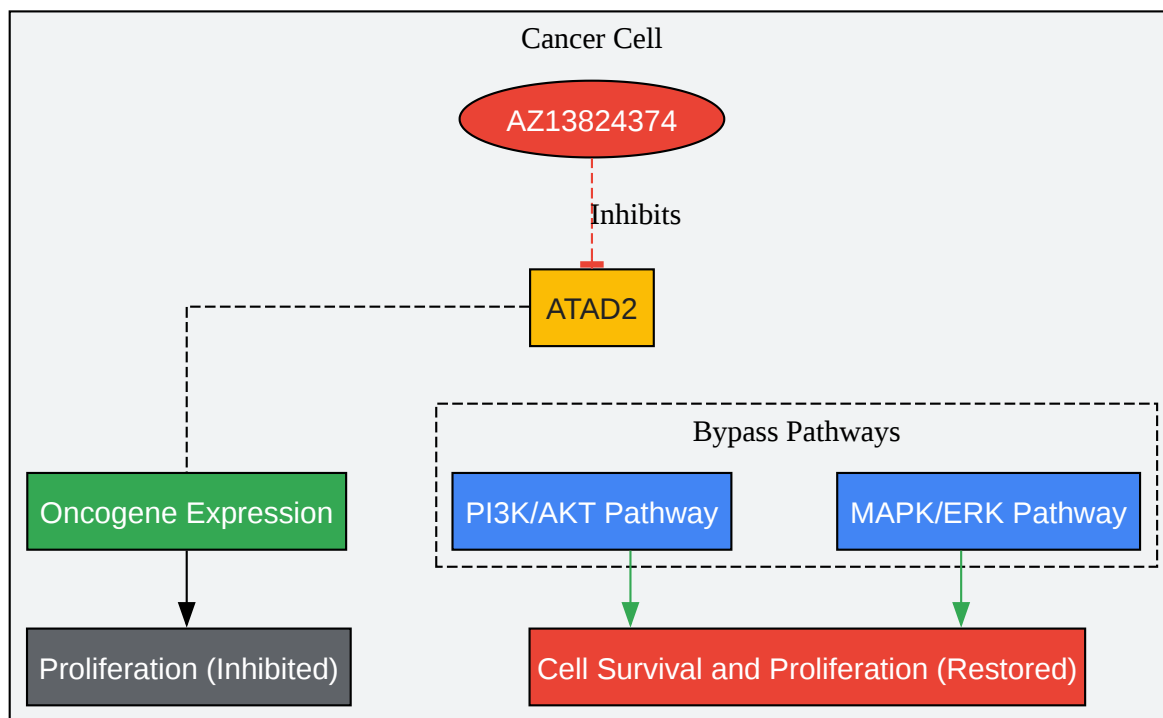 Cancer Cell
AZ13824374
Inhibits
ATAD2
Bypass Pathways
Oncogene Expression
PI3K/AKT Pathway
MAPK/ERK Pathway
Proliferation (Inhibited)
Cell Survival and Proliferation (Restored)